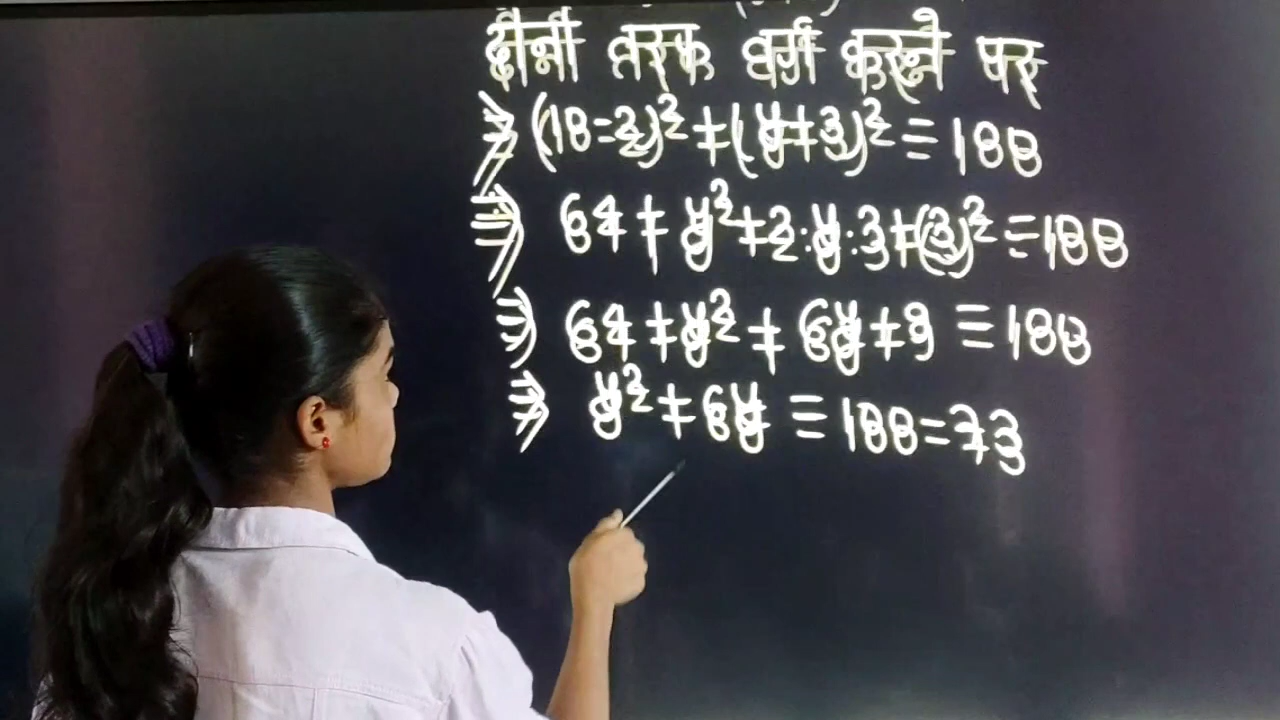 दोनों तरफ वर्ग करने पर
⇒ (10-2)² + (y+3)² = 100
⇒ 64 + y² + 2·y·3 + (3)² = 100
⇒ 64 + y² + 6y + 9 = 100
⇒ y² + 6y = 100 - 73